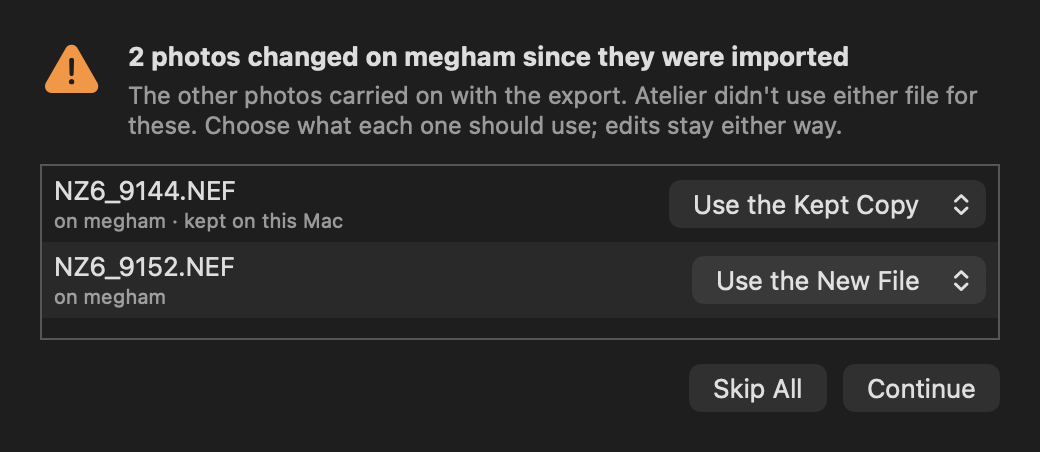 2 photos changed on megham since they were imported
The other photos carried on with the export. Atelier didn't use either file for
these. Choose what each one should use; edits stay either way.
NZ6_9144.NEF
Use the Kept Copy
on megham · kept on this Mac
NZ6_9152.NEF
Use the New File
on megham
Skip All
Continue